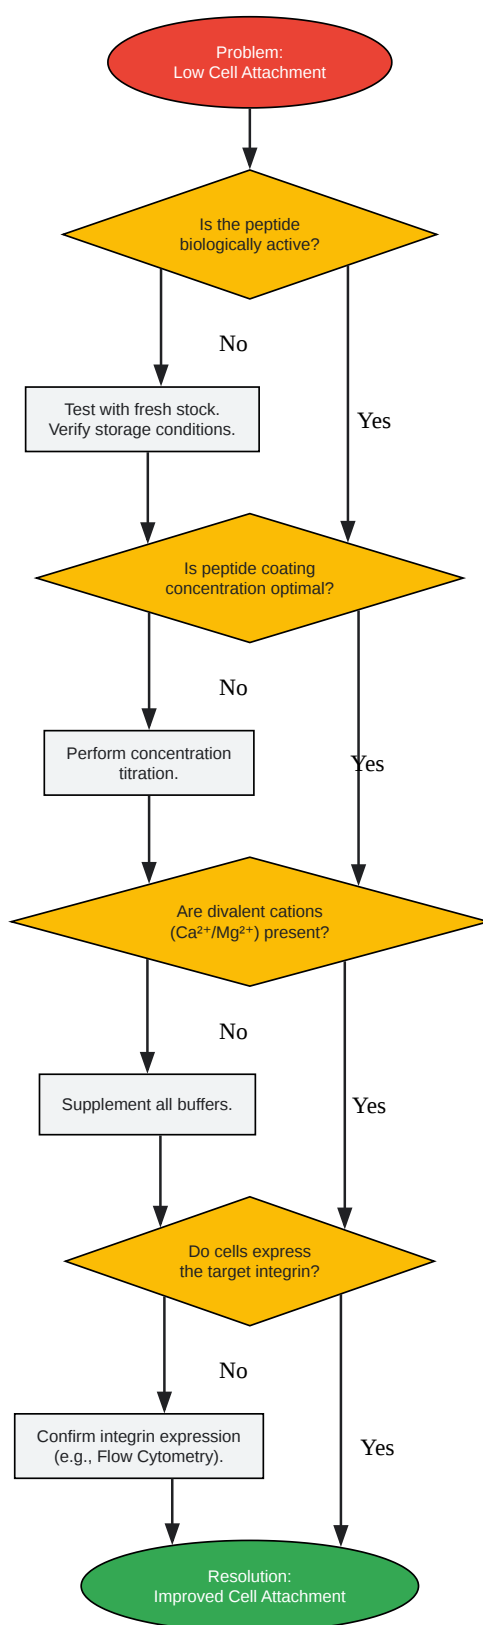 Problem:
Low Cell Attachment
Is the peptide
biologically active?
No
Yes
Test with fresh stock.
Verify storage conditions.
Is peptide coating
concentration optimal?
No
Yes
Perform concentration
titration.
Are divalent cations
(Ca²⁺/Mg²⁺) present?
No
Yes
Supplement all buffers.
Do cells express
the target integrin?
No
Yes
Confirm integrin expression
(e.g., Flow Cytometry).
Resolution:
Improved Cell Attachment